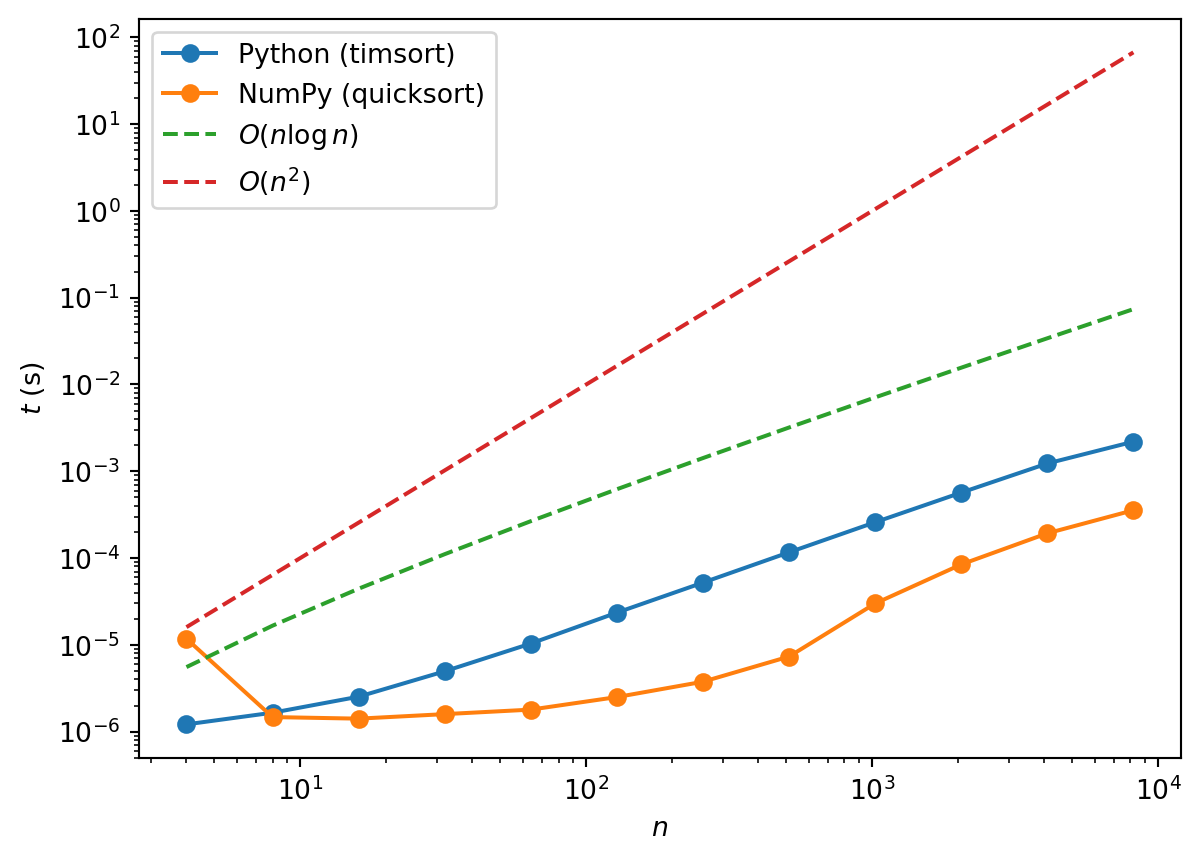 10²
10¹
10⁰
10⁻¹
10⁻²
10⁻³
10⁻⁴
10⁻⁵
10⁻⁶
t (s)
Python (timsort)
NumPy (quicksort)
O(n log n)
O(n²)
10¹ 10² 10³ 10⁴
n